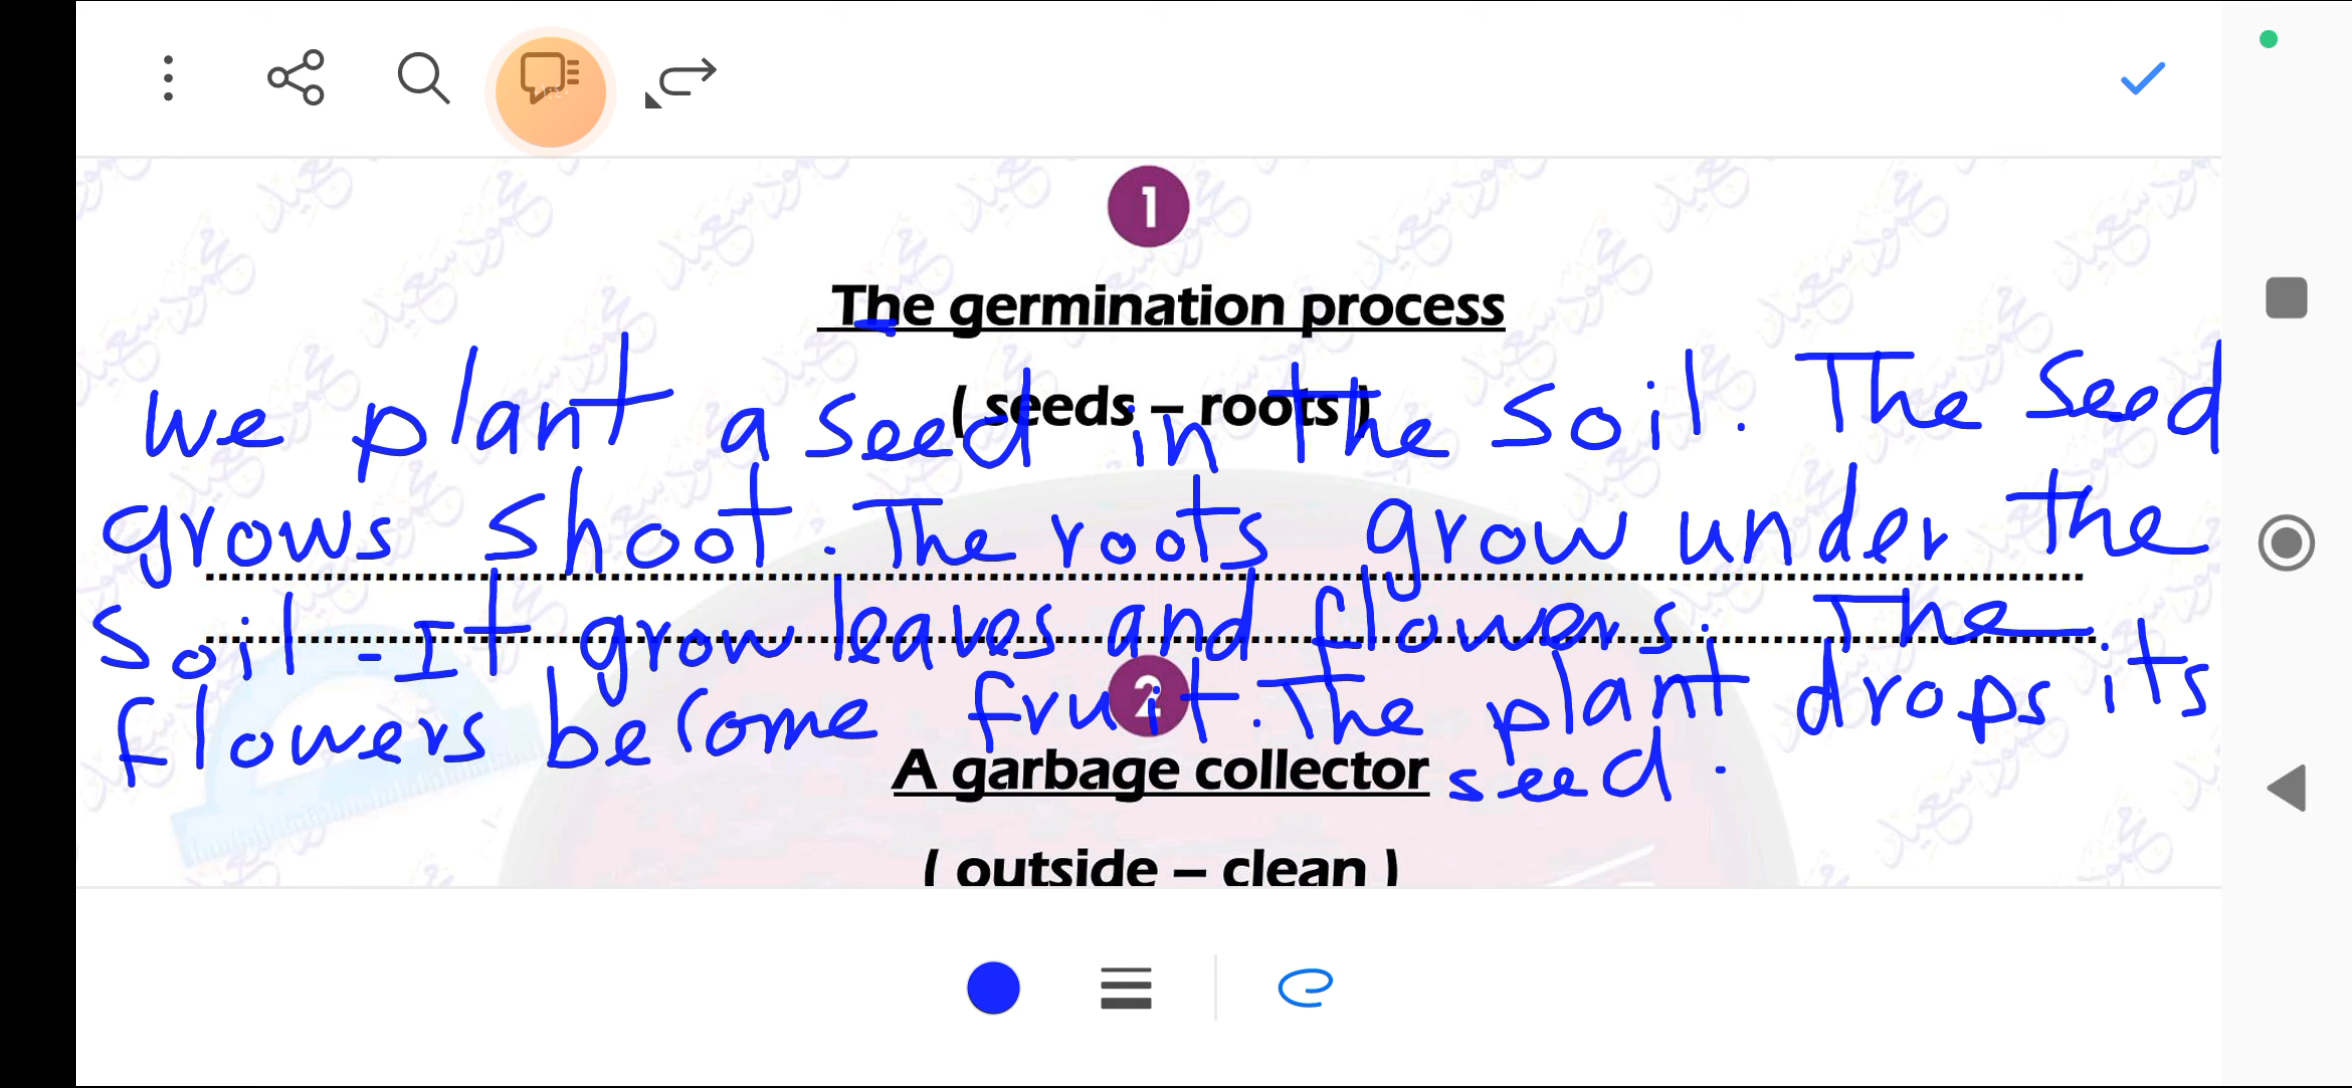 1
The germination process
( seeds – roots )
We plant a seed in the soil. The seed
grows shoot. The roots grow under the
soil - It grow leaves and flowers. The
flowers become fruit. The plant drops its
seed.
2
A garbage collector
( outside – clean )